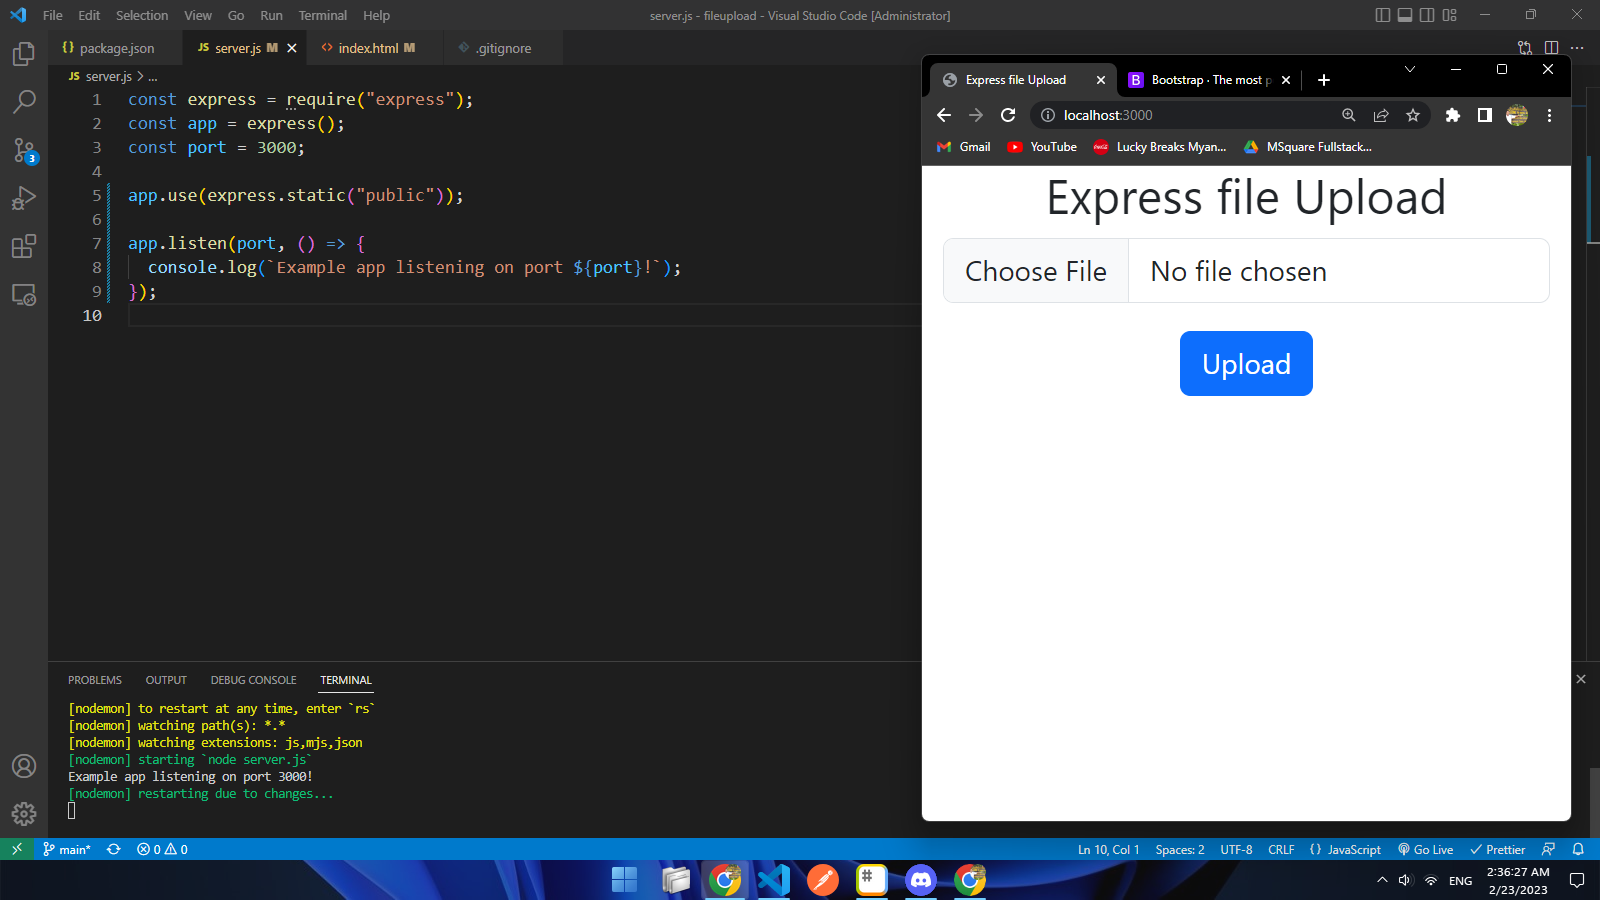 File Edit Selection View Go Run Terminal Help
server.js - fileupload - Visual Studio Code [Administrator]
{} package.json
JS server.js M
<> index.html M
.gitignore
JS server.js > ...
1 const express = require("express");
2 const app = express();
3 const port = 3000;
4
5 app.use(express.static("public"));
6
7 app.listen(port, () => {
8 console.log(`Example app listening on port ${port}!`);
9 });
10
3
PROBLEMS OUTPUT DEBUG CONSOLE TERMINAL
[nodemon] to restart at any time, enter `rs`
[nodemon] watching path(s): *.*
[nodemon] watching extensions: js,mjs,json
[nodemon] starting `node server.js`
Example app listening on port 3000!
[nodemon] restarting due to changes...
Express file Upload
B Bootstrap · The most p
localhost:3000
Gmail YouTube Lucky Breaks Myan... MSquare Fullstack...
Express file Upload
Choose File No file chosen
Upload
main* 0 0
Ln 10, Col 1 Spaces: 2 UTF-8 CRLF {} JavaScript Go Live Prettier
#
ENG
2:36:27 AM
2/23/2023